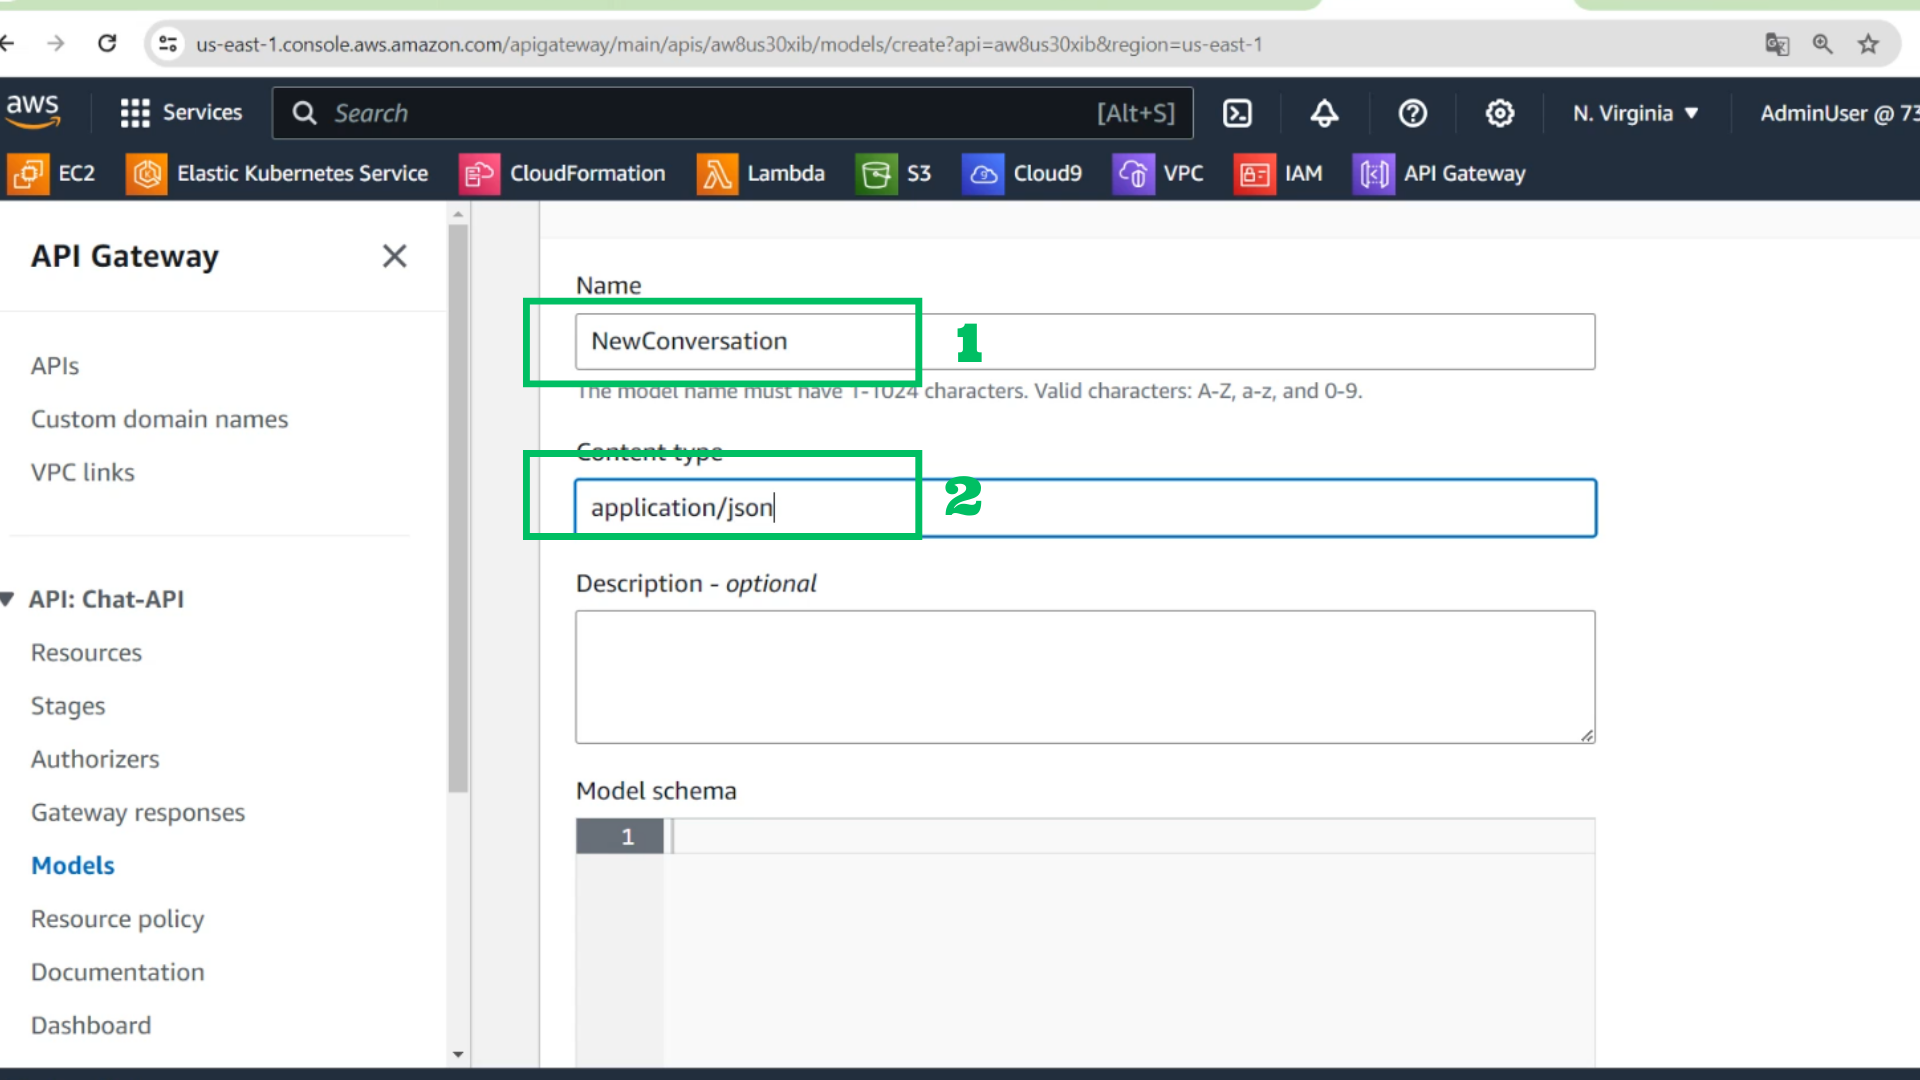 us-east-1.console.aws.amazon.com/apigateway/main/apis/aw8us30xib/models/create?api=aw8us30xib&region=us-east-1
aws
Services
Search
[Alt+S]
N. Virginia
AdminUser @ 73
EC2
Elastic Kubernetes Service
CloudFormation
Lambda
S3
Cloud9
VPC
IAM
API Gateway
API Gateway
APIs
Custom domain names
VPC links
API: Chat-API
Resources
Stages
Authorizers
Gateway responses
Models
Resource policy
Documentation
Dashboard
Name
NewConversation
1
The model name must have 1-1024 characters. Valid characters: A-Z, a-z, and 0-9.
Content type
application/json
2
Description - optional
Model schema
1